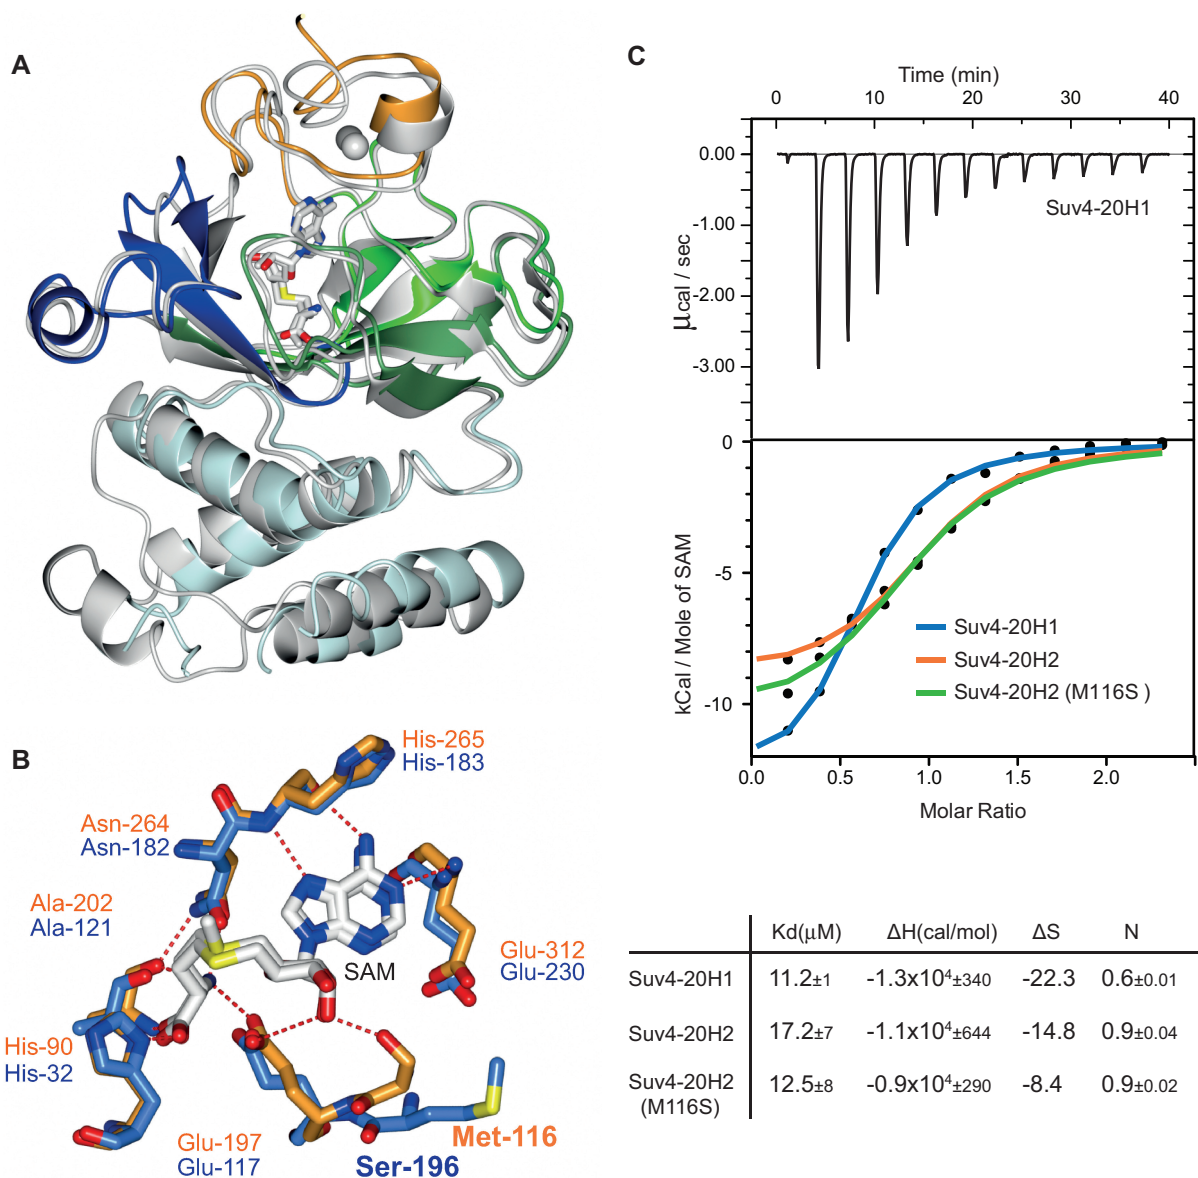 A
B
His-265
His-183
Asn-264
Asn-182
Ala-202
Ala-121
Glu-312
Glu-230
SAM
His-90
His-32
Glu-197
Glu-117
Met-116
Ser-196
C
Time (min)
0 10 20 30 40
0.00
-1.00
-2.00
-3.00
µcal / sec
Suv4-20H1
0
-5
-10
kCal / Mole of SAM
Suv4-20H1
Suv4-20H2
Suv4-20H2 (M116S )
0.0 0.5 1.0 1.5 2.0
Molar Ratio
Kd(µM) ΔH(cal/mol) ΔS N
Suv4-20H1 11.2±1 -1.3x10⁴±340 -22.3 0.6±0.01
Suv4-20H2 17.2±7 -1.1x10⁴±644 -14.8 0.9±0.04
Suv4-20H2 12.5±8 -0.9x10⁴±290 -8.4 0.9±0.02
(M116S)